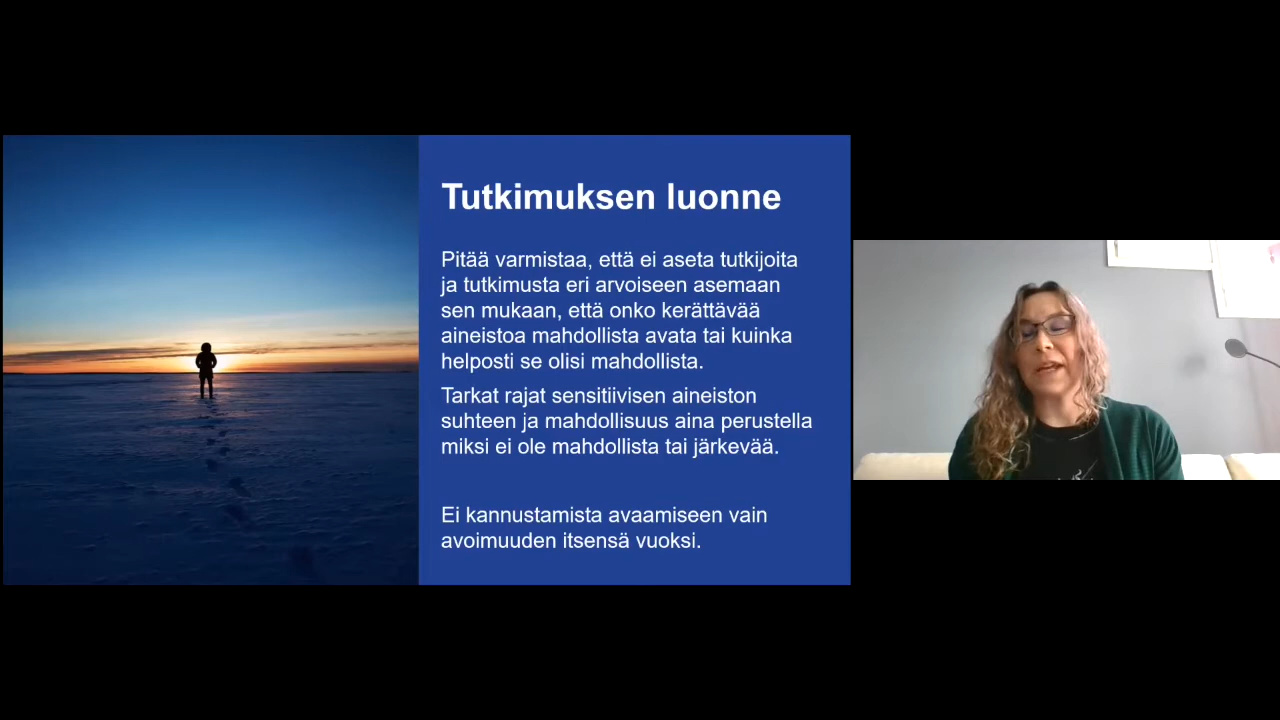 Tutkimuksen luonne
Pitää varmistaa, että ei aseta tutkijoita
ja tutkimusta eri arvoiseen asemaan
sen mukaan, että onko kerättävää
aineistoa mahdollista avata tai kuinka
helposti se olisi mahdollista.
Tarkat rajat sensitiivisen aineiston
suhteen ja mahdollisuus aina perustella
miksi ei ole mahdollista tai järkevää.
Ei kannustamista avaamiseen vain
avoimuuden itsensä vuoksi.